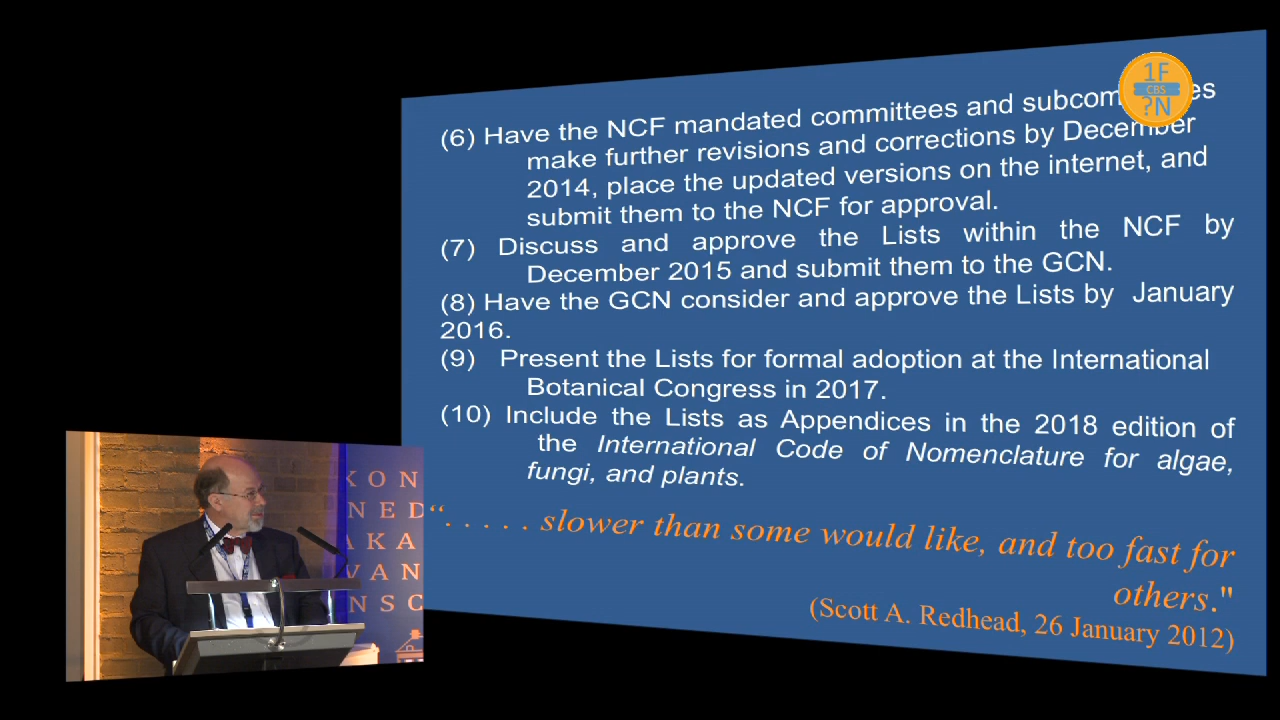 1F
CBS
?N
(6) Have the NCF mandated committees and subcom es
make further revisions and corrections by December
2014, place the updated versions on the internet, and
submit them to the NCF for approval.
(7) Discuss and approve the Lists within the NCF by
December 2015 and submit them to the GCN.
(8) Have the GCN consider and approve the Lists by January
2016.
(9) Present the Lists for formal adoption at the International
Botanical Congress in 2017.
(10) Include the Lists as Appendices in the 2018 edition of
the International Code of Nomenclature for algae,
fungi, and plants.
“. . . . . slower than some would like, and too fast for
others."
(Scott A. Redhead, 26 January 2012)
KON
NED
AKA
VAN
NSC